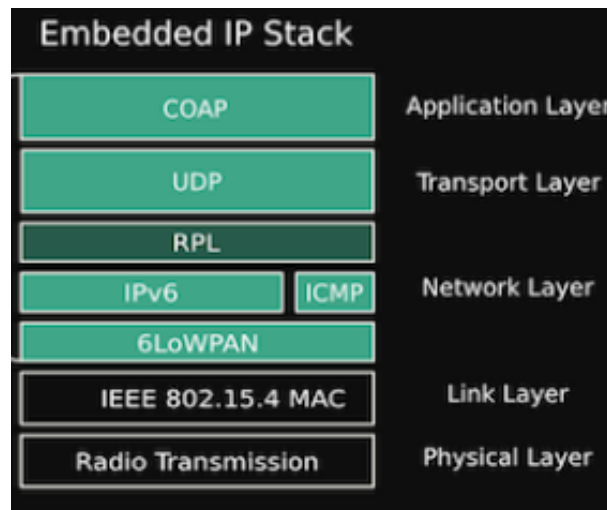 Embedded IP Stack
COAP Application Layer
UDP Transport Layer
RPL
IPv6 ICMP Network Layer
6LoWPAN
IEEE 802.15.4 MAC Link Layer
Radio Transmission Physical Layer